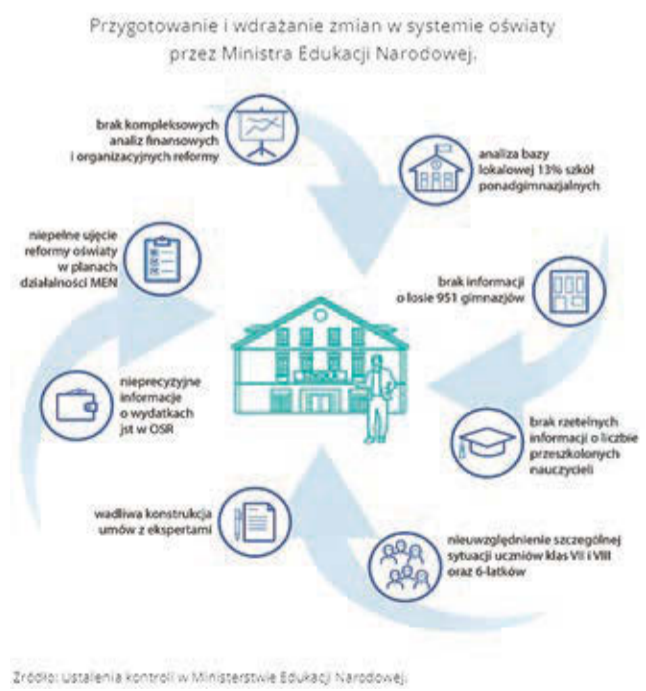 Przygotowanie i wdrażanie zmian w systemie oświaty
przez Ministra Edukacji Narodowej.
brak kompleksowych
analiz finansowych
i organizacyjnych reformy
analiza bazy
lokalowej 13% szkół
ponadgimnazjalnych
niepełne ujęcie
reformy oświaty
w planach
działalności MEN
brak informacji
o losie 951 gimnazjów
nieprecyzyjne
informacje
o wydatkach
jst w OSR
brak rzetelnych
informacji o liczbie
przeszkolonych
nauczycieli
wadliwa konstrukcja
umów z ekspertami
nieuwzględnienie szczególnej
sytuacji uczniów klas VII i VIII
oraz 6-latków
Źródło: ustalenia kontroli w Ministerstwie Edukacji Narodowej.